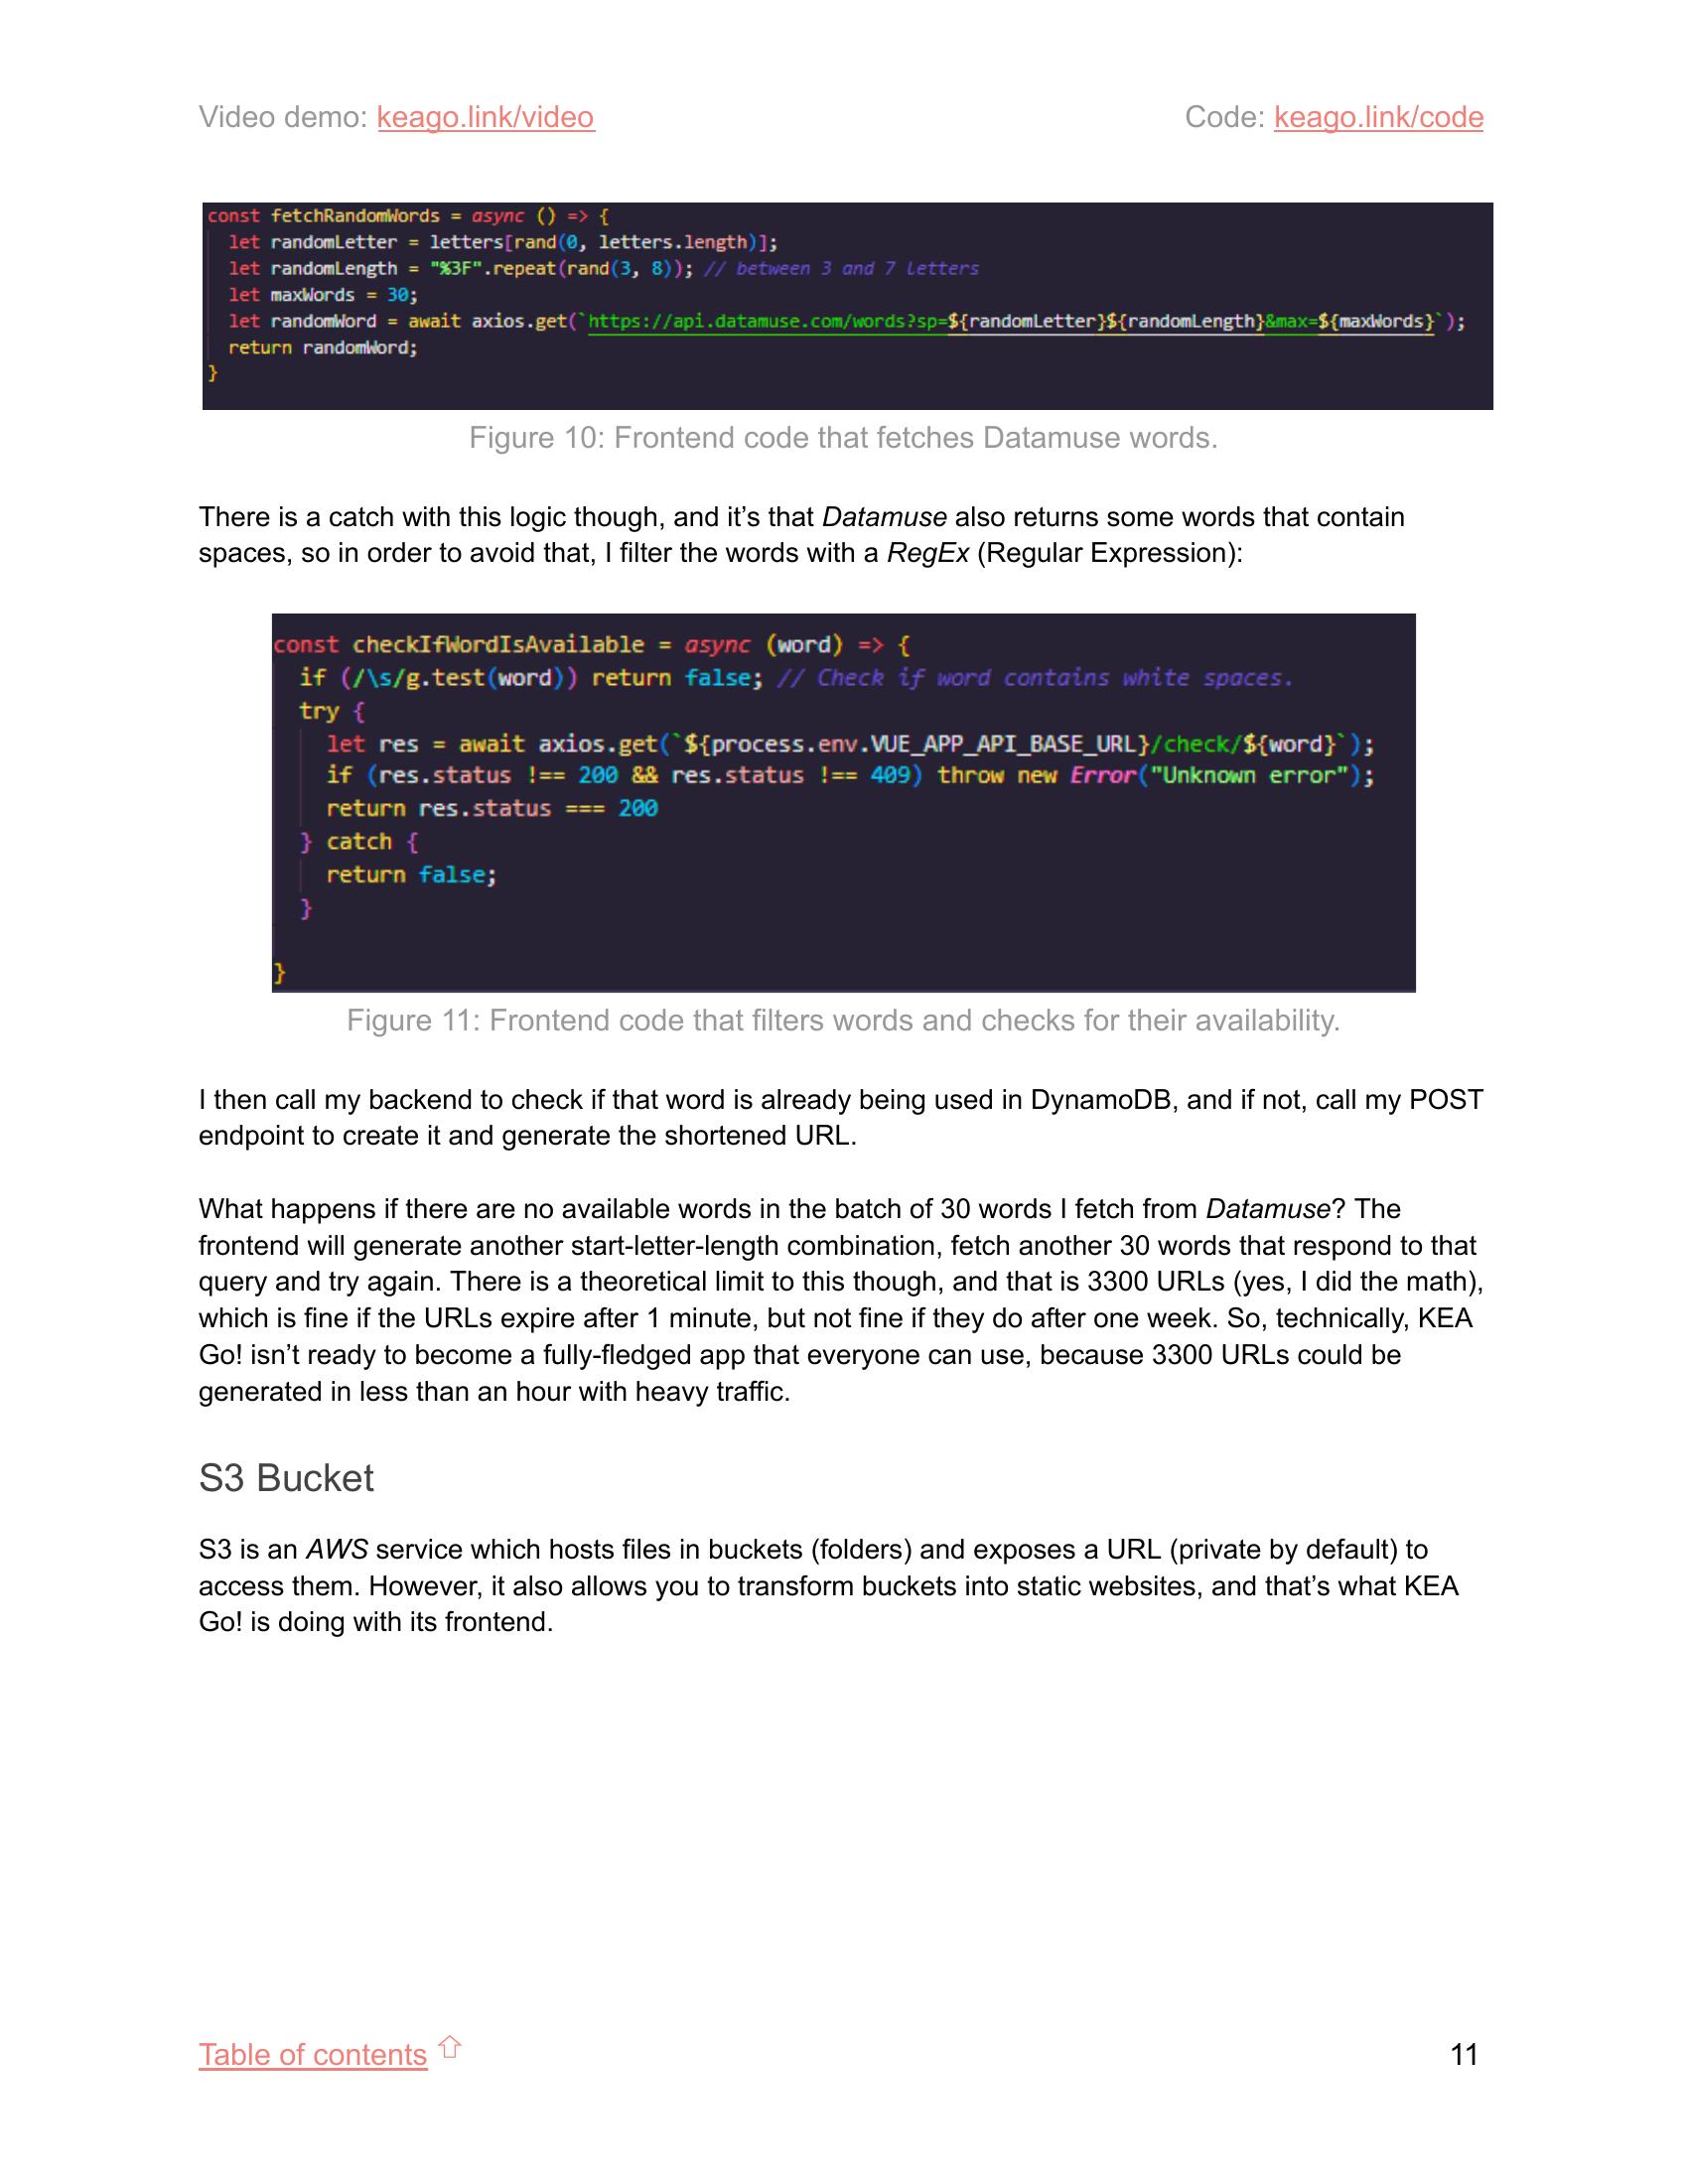 Video demo: keago.link/video Code: keago.link/code
const fetchRandomWords = async () => {
let randomLetter = letters[rand(0, letters.length)];
let randomLength = "%3F".repeat(rand(3, 8)); // between 3 and 7 letters
let maxWords = 30;
let randomWord = await axios.get(`https://api.datamuse.com/words?sp=${randomLetter}${randomLength}&max=${maxWords}`);
return randomWord;
}
Figure 10: Frontend code that fetches Datamuse words.
There is a catch with this logic though, and it’s that Datamuse also returns some words that contain
spaces, so in order to avoid that, I filter the words with a RegEx (Regular Expression):
const checkIfWordIsAvailable = async (word) => {
if (/\s/g.test(word)) return false; // Check if word contains white spaces.
try {
let res = await axios.get(`${process.env.VUE_APP_API_BASE_URL}/check/${word}`);
if (res.status !== 200 && res.status !== 409) throw new Error("Unknown error");
return res.status === 200
} catch {
return false;
}
}
Figure 11: Frontend code that filters words and checks for their availability.
I then call my backend to check if that word is already being used in DynamoDB, and if not, call my POST
endpoint to create it and generate the shortened URL.
What happens if there are no available words in the batch of 30 words I fetch from Datamuse? The
frontend will generate another start-letter-length combination, fetch another 30 words that respond to that
query and try again. There is a theoretical limit to this though, and that is 3300 URLs (yes, I did the math),
which is fine if the URLs expire after 1 minute, but not fine if they do after one week. So, technically, KEA
Go! isn’t ready to become a fully-fledged app that everyone can use, because 3300 URLs could be
generated in less than an hour with heavy traffic.
S3 Bucket
S3 is an AWS service which hosts files in buckets (folders) and exposes a URL (private by default) to
access them. However, it also allows you to transform buckets into static websites, and that’s what KEA
Go! is doing with its frontend.
Table of contents ⇧ 11